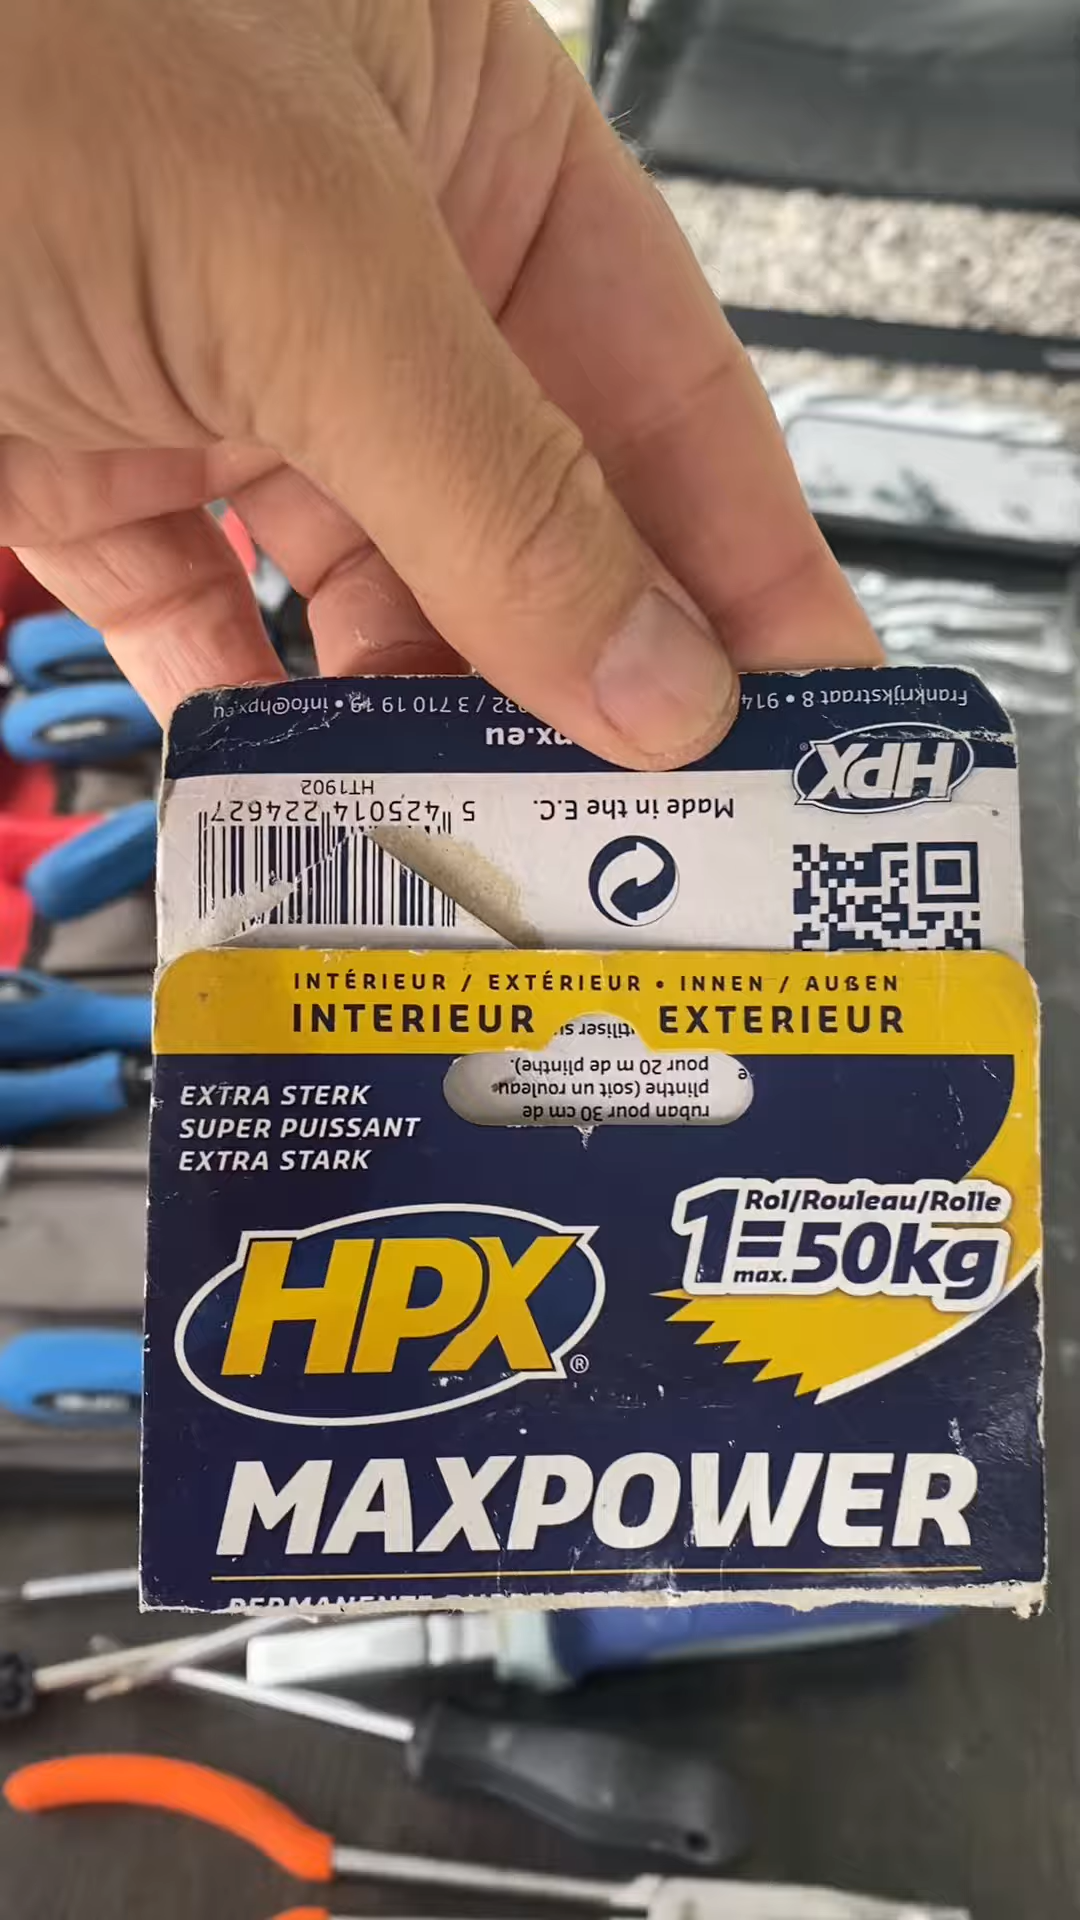 Frankrijkstraat 8 • 914
32 / 3 710 19 19 • info@hpx.eu
px.eu
HPX
Made in the E.C.
5 425014 224627
HT1902
INTÉRIEUR / EXTÉRIEUR • INNEN / AUßEN
INTERIEUR EXTERIEUR
pour 20 m de plinthe).
plinthe (soit un rouleau
ruban pour 30 cm de
EXTRA STERK
SUPER PUISSANT
EXTRA STARK
1 Rol/Rouleau/Rolle
= max. 50kg
HPX®
MAXPOWER